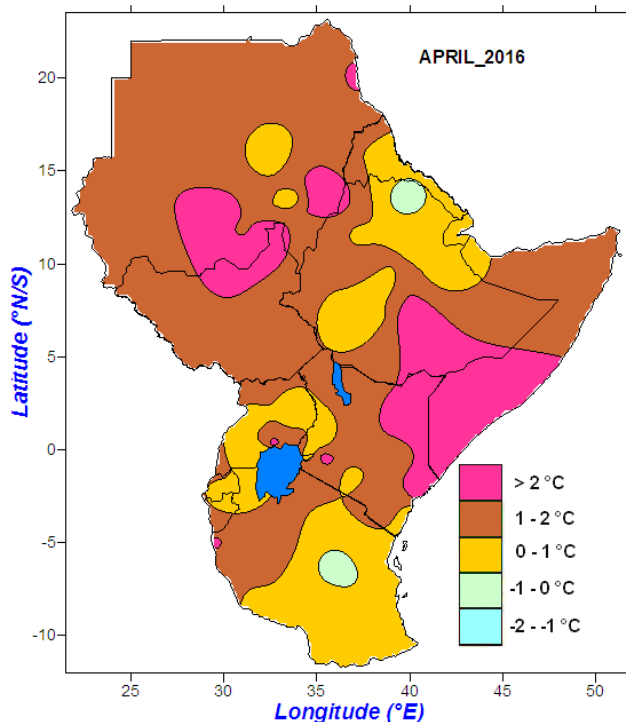 APRIL_2016
20
15
10
5
0
-5
-10
Latitude (°N/S)
> 2 °C
1 - 2 °C
0 - 1 °C
-1 - 0 °C
-2 - -1 °C
25 30 35 40 45 50
Longitude (°E)